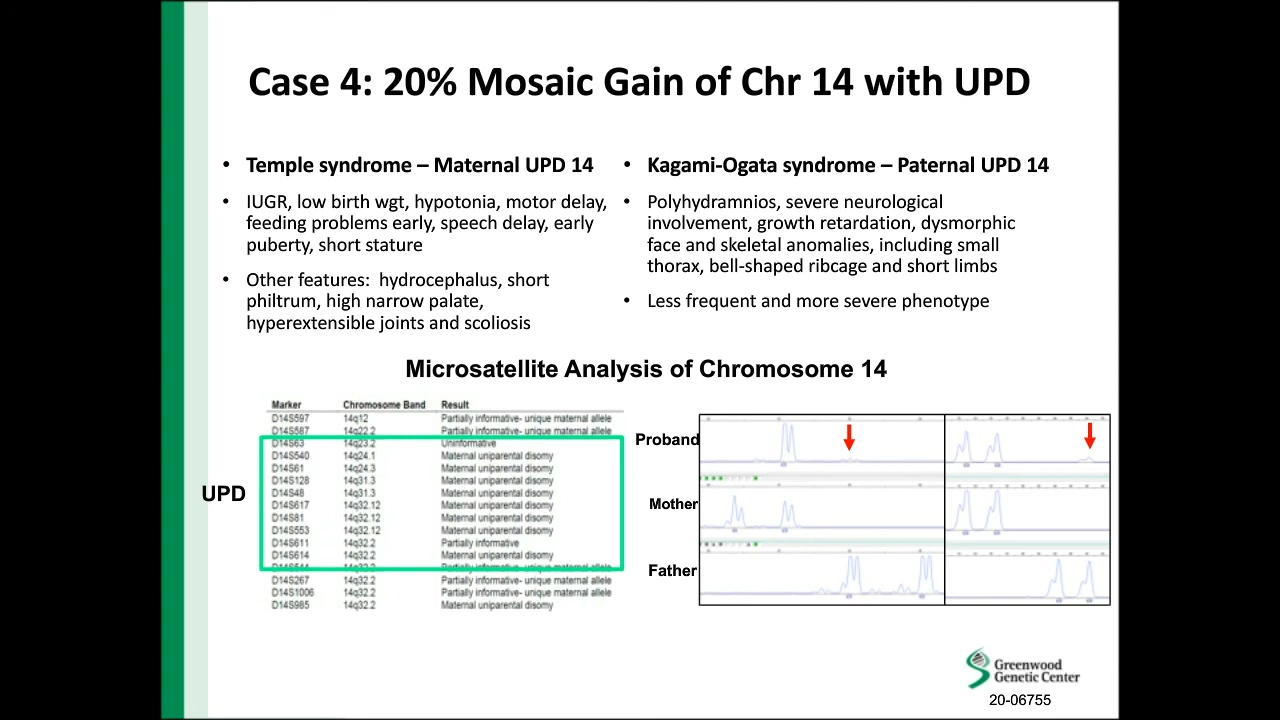 Case 4: 20% Mosaic Gain of Chr 14 with UPD
• Temple syndrome – Maternal UPD 14
• IUGR, low birth wgt, hypotonia, motor delay,
feeding problems early, speech delay, early
puberty, short stature
• Other features: hydrocephalus, short
philtrum, high narrow palate,
hyperextensible joints and scoliosis
• Kagami-Ogata syndrome – Paternal UPD 14
• Polyhydramnios, severe neurological
involvement, growth retardation, dysmorphic
face and skeletal anomalies, including small
thorax, bell-shaped ribcage and short limbs
• Less frequent and more severe phenotype
Microsatellite Analysis of Chromosome 14
Marker Chromosome Band Result
D14S597 14q12 Partially informative- unique maternal allele
D14S587 14q22.2 Partially informative- unique maternal allele
D14S63 14q23.2 Uninformative
D14S540 14q24.1 Maternal uniparental disomy
D14S61 14q24.3 Maternal uniparental disomy
D14S128 14q31.3 Maternal uniparental disomy
D14S48 14q31.3 Maternal uniparental disomy
D14S617 14q32.12 Maternal uniparental disomy
D14S81 14q32.12 Maternal uniparental disomy
D14S553 14q32.12 Maternal uniparental disomy
D14S611 14q32.2 Partially informative
D14S614 14q32.2 Maternal uniparental disomy
D14S544 14q32.2 Partially informative- unique maternal allele
D14S267 14q32.2 Partially informative- unique maternal allele
D14S1006 14q32.2 Partially informative- unique maternal allele
D14S985 14q32.2 Maternal uniparental disomy
UPD
Proband
Mother
Father
Greenwood
Genetic Center
20-06755